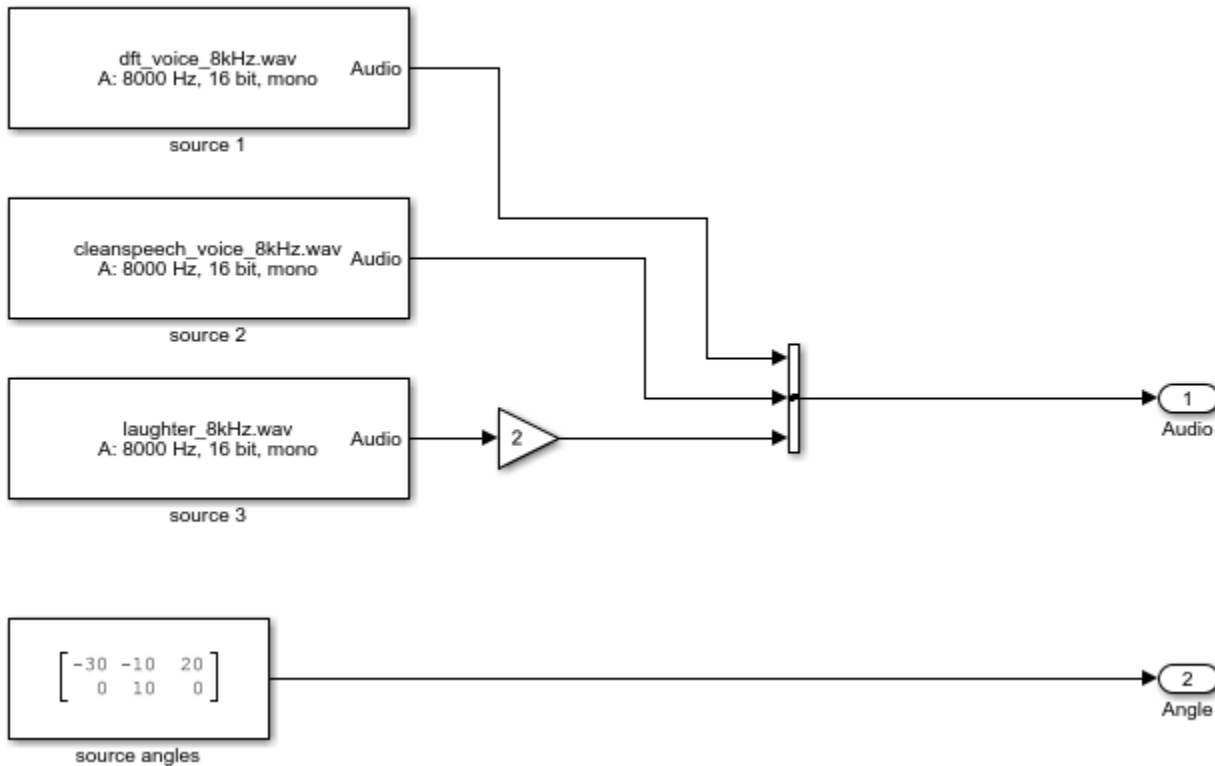 dft_voice_8kHz.wav
A: 8000 Hz, 16 bit, mono
Audio
source 1
cleanspeech_voice_8kHz.wav
A: 8000 Hz, 16 bit, mono
Audio
source 2
laughter_8kHz.wav
A: 8000 Hz, 16 bit, mono
Audio
source 3
2
1
Audio
-30 -10 20
0 10 0
source angles
2
Angle